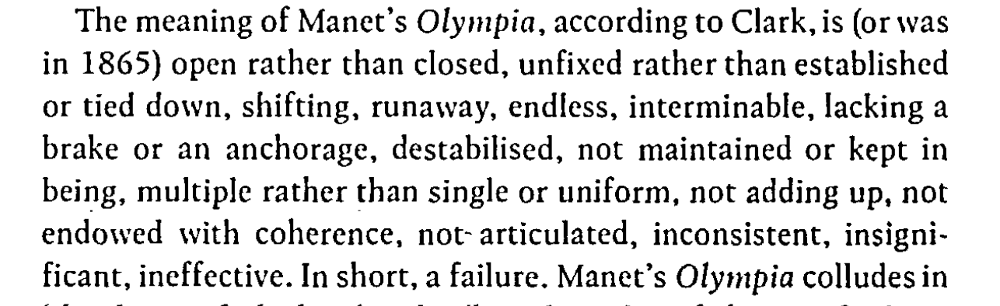 The meaning of Manet's Olympia, according to Clark, is (or was
in 1865) open rather than closed, unfixed rather than established
or tied down, shifting, runaway, endless, interminable, lacking a
brake or an anchorage, destabilised, not maintained or kept in
being, multiple rather than single or uniform, not adding up, not
endowed with coherence, not articulated, inconsistent, insigni-
ficant, ineffective. In short, a failure. Manet's Olympia colludes in